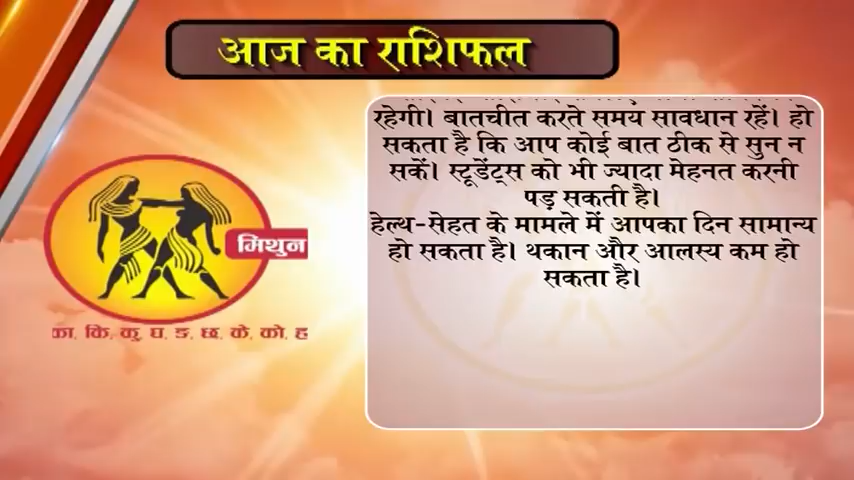 आज का राशिफल
रहेगी। बातचीत करते समय सावधान रहें। हो
सकता है कि आप कोई बात ठीक से सुन न
सकें। स्टूडेंट्स को भी ज्यादा मेहनत करनी
पड़ सकती है।
हेल्थ-सेहत के मामले में आपका दिन सामान्य
हो सकता है। थकान और आलस्य कम हो
सकता है।
मिथुन
का, कि, कु, घ, ङ, छ, के, को, ह